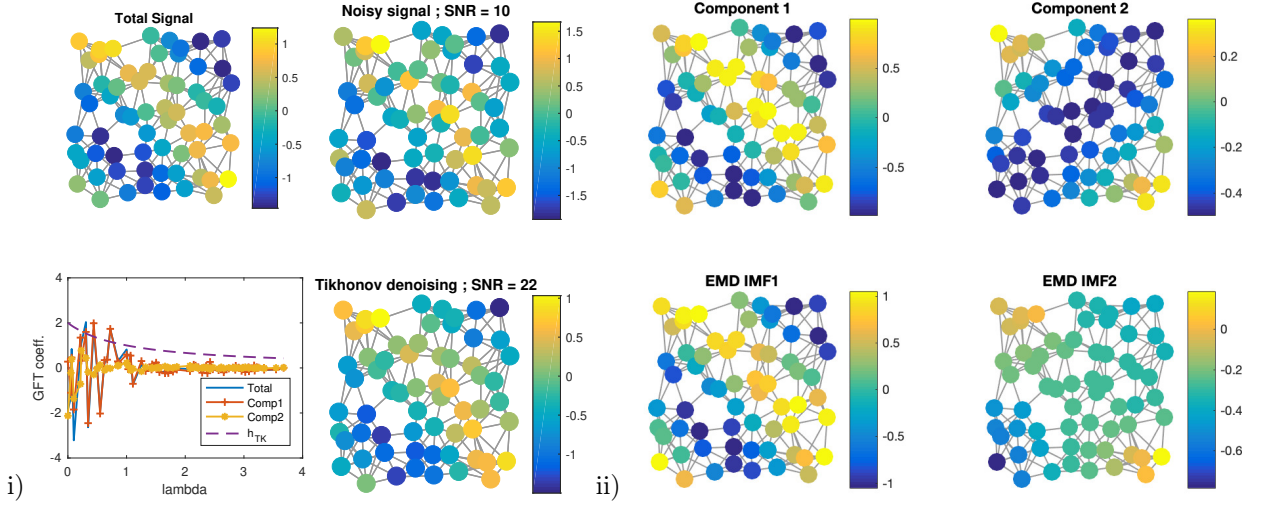 Total Signal
1
0.5
0
-0.5
-1
Noisy signal ; SNR = 10
1.5
1
0.5
0
-0.5
-1
-1.5
Component 1
0.5
0
-0.5
Component 2
0.2
0
-0.2
-0.4
4
2
0
-2
-4
GFT coeff.
0
1
2
3
4
lambda
Total
Comp1
Comp2
h_TK
Tikhonov denoising ; SNR = 22
1
0.5
0
-0.5
-1
EMD IMF1
1
0.5
0
-0.5
-1
EMD IMF2
0
-0.2
-0.4
-0.6
i)
ii)